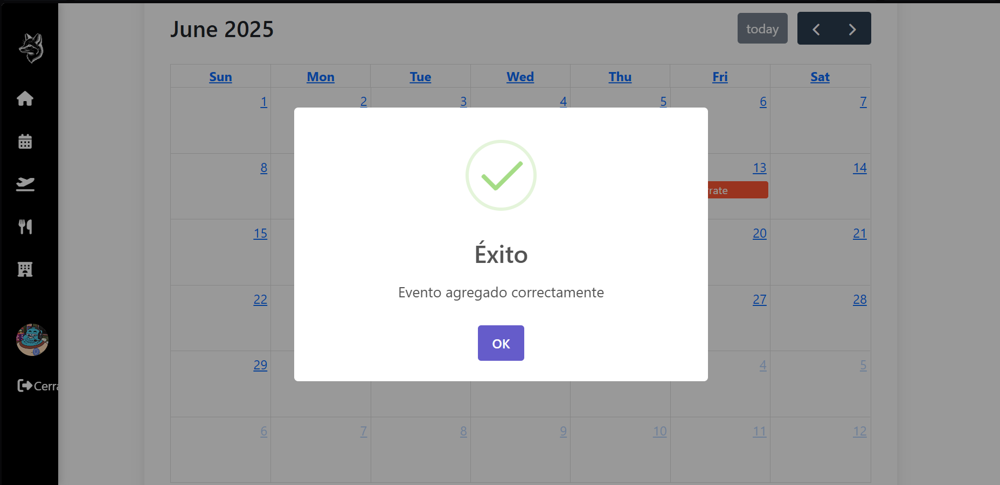 June 2025
today
Sun Mon Tue Wed Thu Fri Sat
1 2 3 4 5 6 7
8 13 14
rate
15 20 21
22 27 28
29 4 5
6 7 8 9 10 11 12
Éxito
Evento agregado correctamente
OK
Cerra